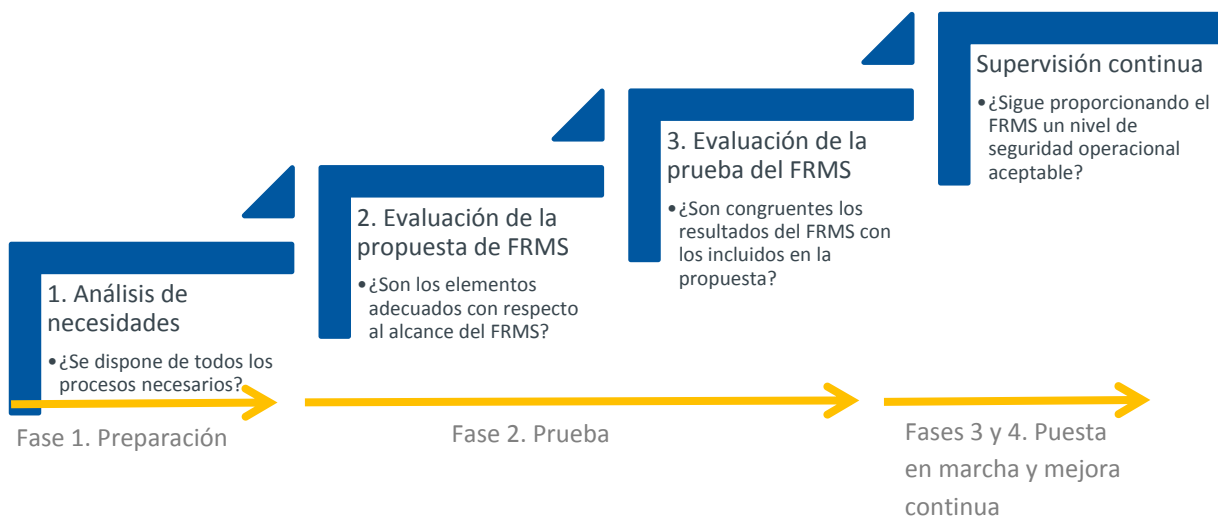 1. Análisis de
necesidades
•¿Se dispone de todos los
procesos necesarios?
2. Evaluación de la
propuesta de FRMS
•¿Son los elementos
adecuados con respecto
al alcance del FRMS?
3. Evaluación de la
prueba del FRMS
•¿Son congruentes los
resultados del FRMS con
los incluidos en la
propuesta?
Supervisión continua
•¿Sigue proporcionando el
FRMS un nivel de
seguridad operacional
aceptable?
Fase 1. Preparación
Fase 2. Prueba
Fases 3 y 4. Puesta
en marcha y mejora
continua